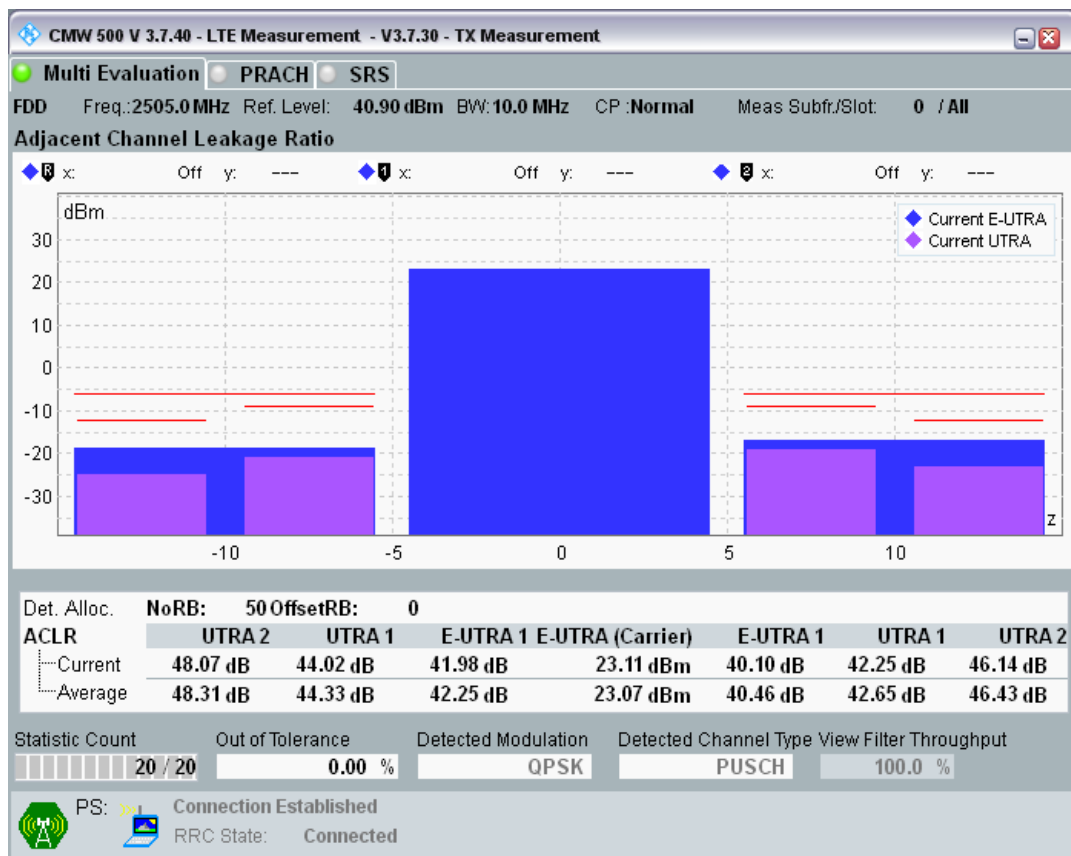 CMW 500 V 3.7.40 - LTE Measurement - V3.7.30 - TX Measurement
Multi Evaluation PRACH SRS
FDD Freq.:2505.0 MHz Ref. Level: 40.90 dBm BW:10.0 MHz CP :Normal Meas Subfr./Slot: 0 / All
Adjacent Channel Leakage Ratio
R x: Off y: --- 1 x: Off y: --- 2 x: Off y: ---
dBm
Current E-UTRA
Current UTRA
30
20
10
0
-10
-20
-30
z
-10 -5 0 5 10
Det. Alloc. NoRB: 50 OffsetRB: 0
ACLR UTRA 2 UTRA 1 E-UTRA 1 E-UTRA (Carrier) E-UTRA 1 UTRA 1 UTRA 2
Current 48.07 dB 44.02 dB 41.98 dB 23.11 dBm 40.10 dB 42.25 dB 46.14 dB
Average 48.31 dB 44.33 dB 42.25 dB 23.07 dBm 40.46 dB 42.65 dB 46.43 dB
Statistic Count Out of Tolerance Detected Modulation Detected Channel Type View Filter Throughput
20 / 20 0.00 % QPSK PUSCH 100.0 %
PS: Connection Established
RRC State: Connected